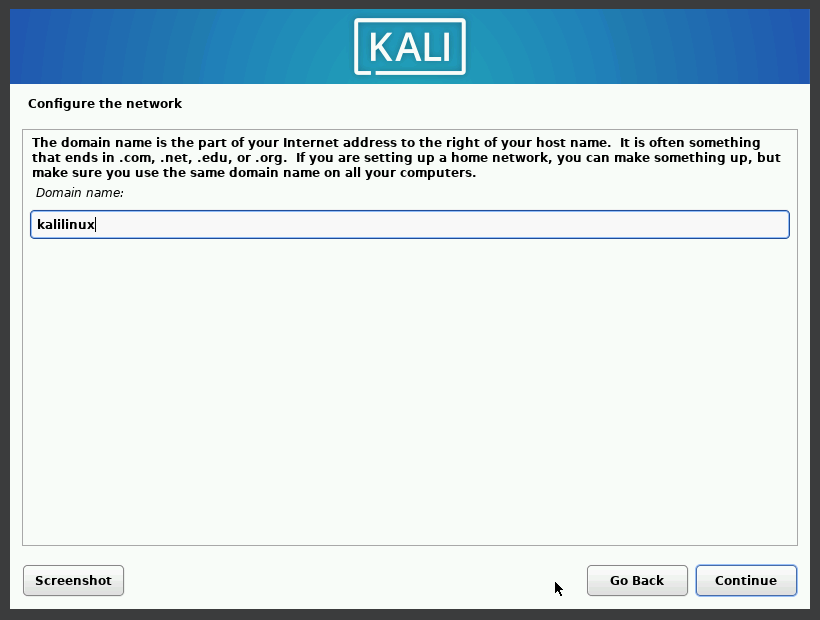 KALI
Configure the network
The domain name is the part of your Internet address to the right of your host name.  It is often something
that ends in .com, .net, .edu, or .org.  If you are setting up a home network, you can make something up, but
make sure you use the same domain name on all your computers.
Domain name:
kalilinux
Screenshot
Go Back
Continue